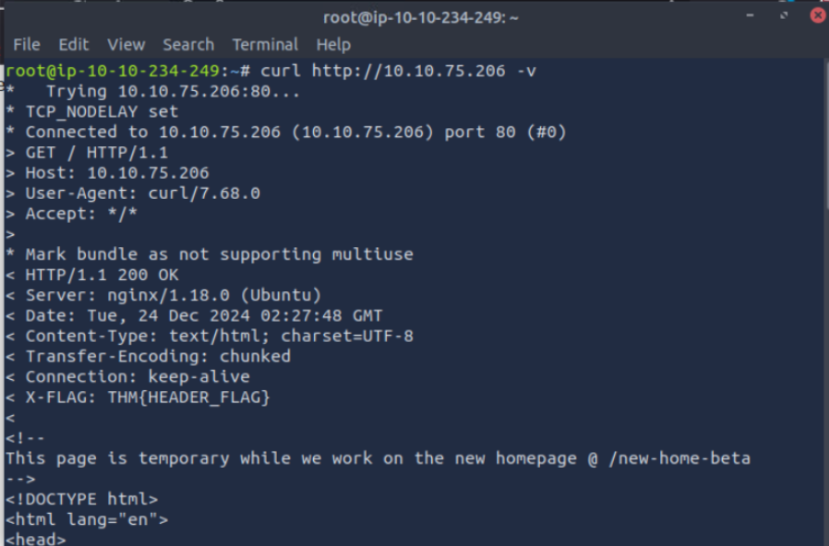 root@ip-10-10-234-249: ~
File Edit View Search Terminal Help
root@ip-10-10-234-249:~# curl http://10.10.75.206 -v
*   Trying 10.10.75.206:80...
* TCP_NODELAY set
* Connected to 10.10.75.206 (10.10.75.206) port 80 (#0)
> GET / HTTP/1.1
> Host: 10.10.75.206
> User-Agent: curl/7.68.0
> Accept: */*
>
* Mark bundle as not supporting multiuse
< HTTP/1.1 200 OK
< Server: nginx/1.18.0 (Ubuntu)
< Date: Tue, 24 Dec 2024 02:27:48 GMT
< Content-Type: text/html; charset=UTF-8
< Transfer-Encoding: chunked
< Connection: keep-alive
< X-FLAG: THM{HEADER_FLAG}
<
<!--
This page is temporary while we work on the new homepage @ /new-home-beta
-->
<!DOCTYPE html>
<html lang="en">
<head>